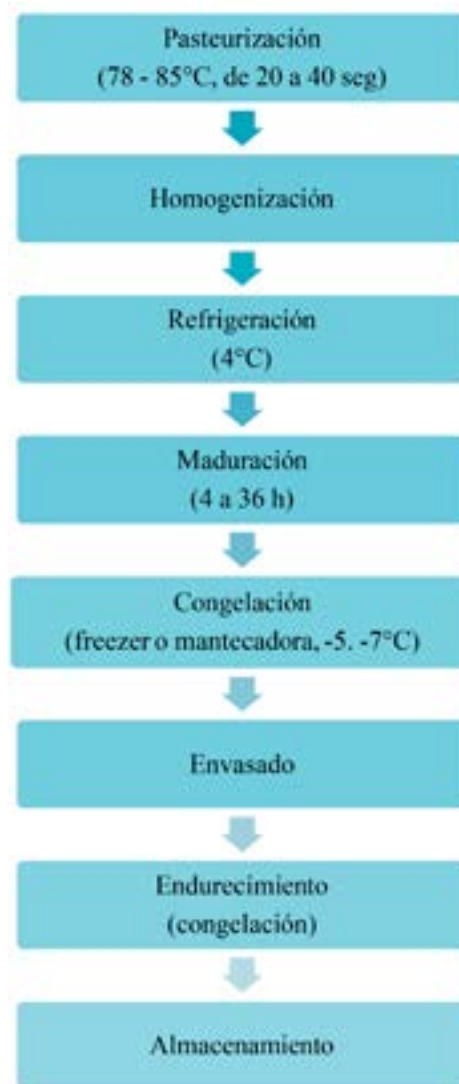 Pasteurización
(78 - 85°C, de 20 a 40 seg)
Homogenización
Refrigeración
(4°C)
Maduración
(4 a 36 h)
Congelación
(freezer o mantecadora, -5. -7°C)
Envasado
Endurecimiento
(congelación)
Almacenamiento